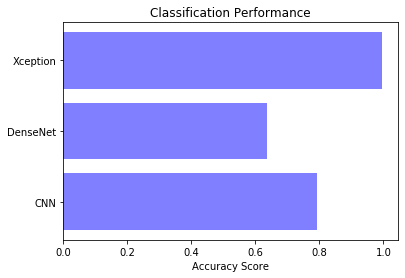 Classification Performance
Xception
DenseNet
CNN
0.0 0.2 0.4 0.6 0.8 1.0
Accuracy Score